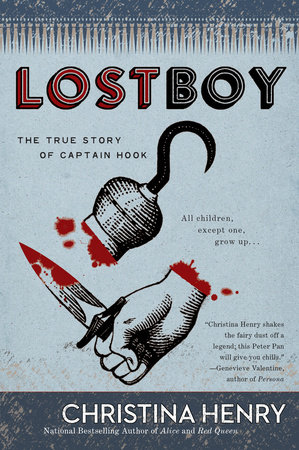 LOSTBOY
THE TRUE STORY
OF CAPTAIN HOOK
All children,
except one,
grow up...
“Christina Henry shakes
the fairy dust off a
legend; this Peter Pan
will give you chills.”
—Genevieve Valentine,
author of Persona
CHRISTINA HENRY
National Bestselling Author of Alice and Red Queen